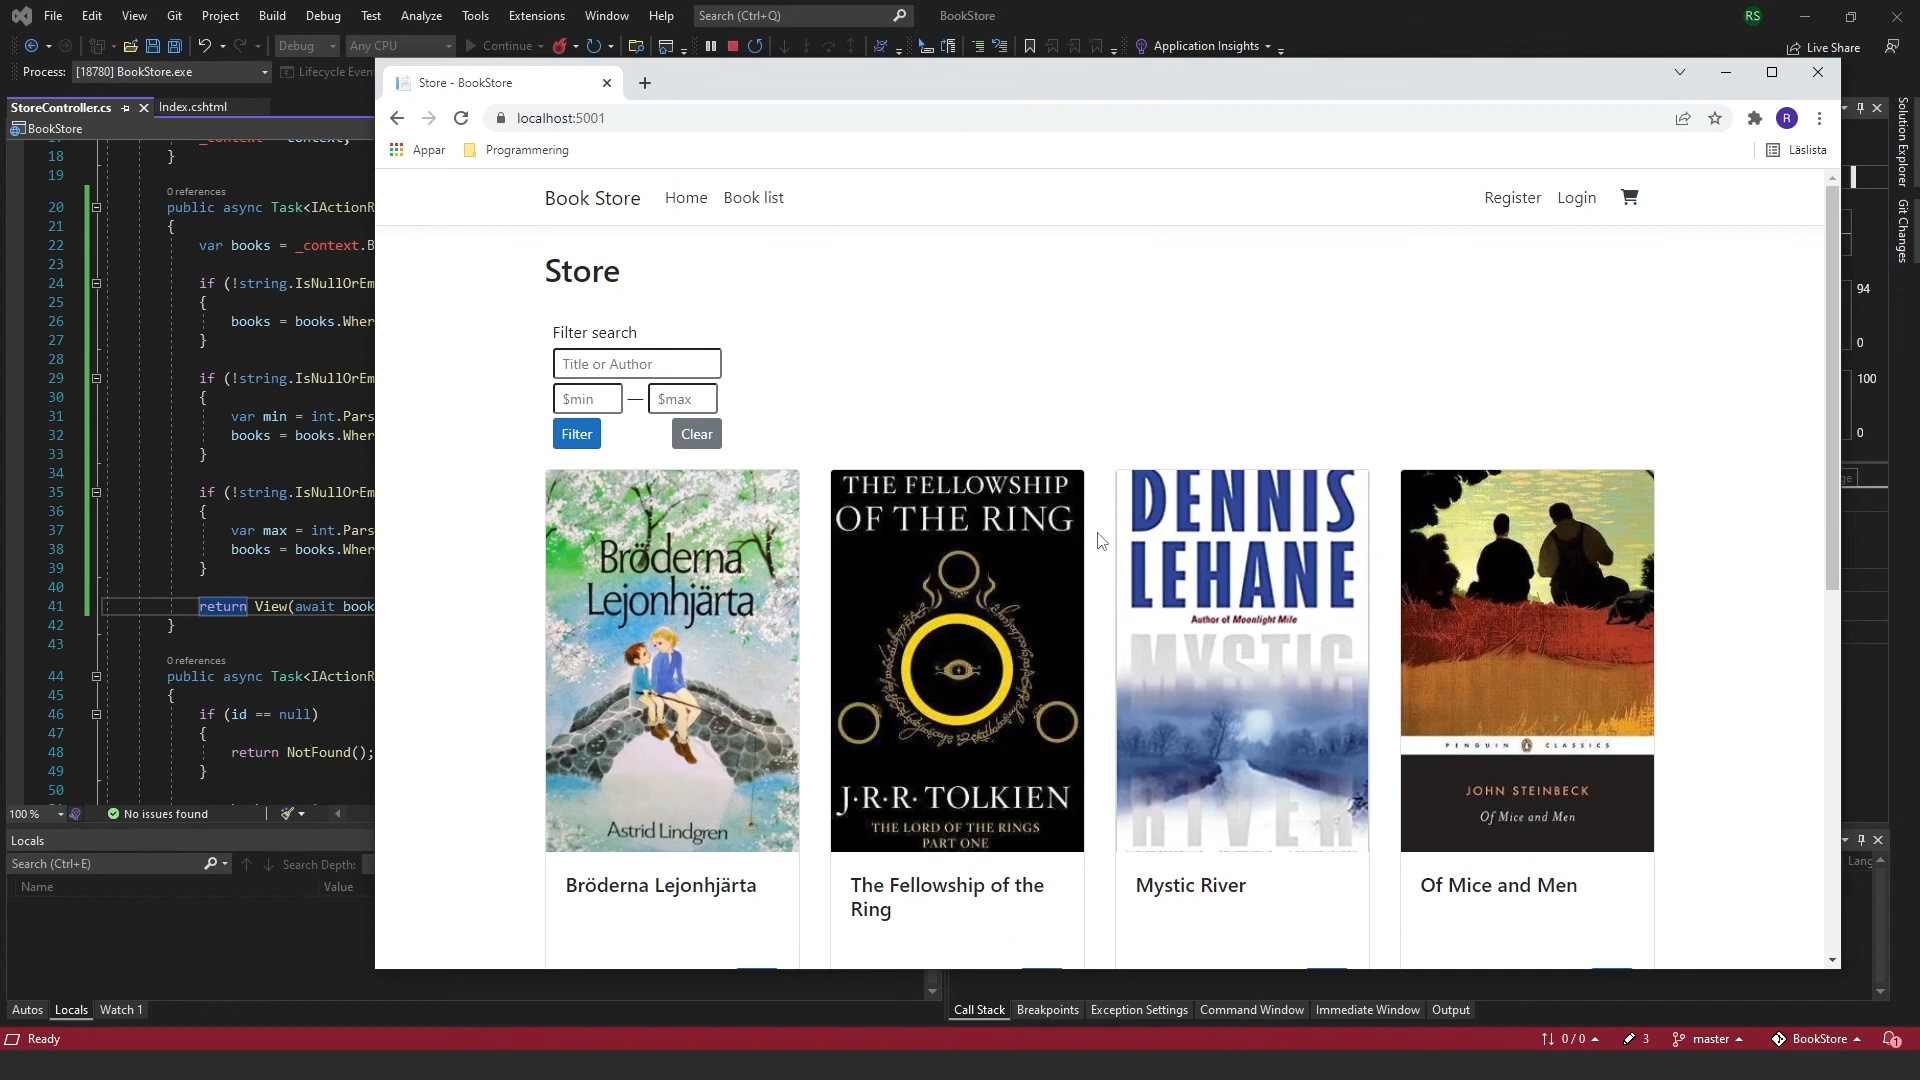 File Edit View Git Project Build Debug Test Analyze Tools Extensions Window Help Search (Ctrl+Q) BookStore RS
Debug Any CPU Continue Application Insights Live Share
Process: [18780] BookStore.exe Lifecycle Even
StoreController.cs Index.cshtml
BookStore
18 }
19
0 references
20 public async Task<IActionR
21 {
22 var books = _context.B
23
24 if (!string.IsNullOrEm
25 {
26 books = books.Wher
27 }
28
29 if (!string.IsNullOrEm
30 {
31 var min = int.Pars
32 books = books.Wher
33 }
34
35 if (!string.IsNullOrEm
36 {
37 var max = int.Pars
38 books = books.Wher
39 }
40
41 return View(await book
42 }
43
0 references
44 public async Task<IActionR
45 {
46 if (id == null)
47 {
48 return NotFound();
49 }
50
100 % No issues found
Locals
Search (Ctrl+E) Search Depth:
Name Value
Autos Locals Watch 1
Store - BookStore
localhost:5001
R
Appar Programmering Läslista
Book Store Home Book list Register Login
Store
Filter search
Title or Author
$min — $max
Filter Clear
Bröderna
Lejonhjärta
Astrid Lindgren
THE FELLOWSHIP
OF THE RING
J·R·R·TOLKIEN
THE LORD OF THE RINGS
PART ONE
DENNIS
LEHANE
Author of Moonlight Mile
MYSTIC
RIVER
PENGUIN CLASSICS
JOHN STEINBECK
Of Mice and Men
Bröderna Lejonhjärta
The Fellowship of the
Ring
Mystic River
Of Mice and Men
Solution Explorer
Git Changes
94
0
100
0
Lang
Call Stack Breakpoints Exception Settings Command Window Immediate Window Output
Ready 0 / 0 3 master BookStore 1